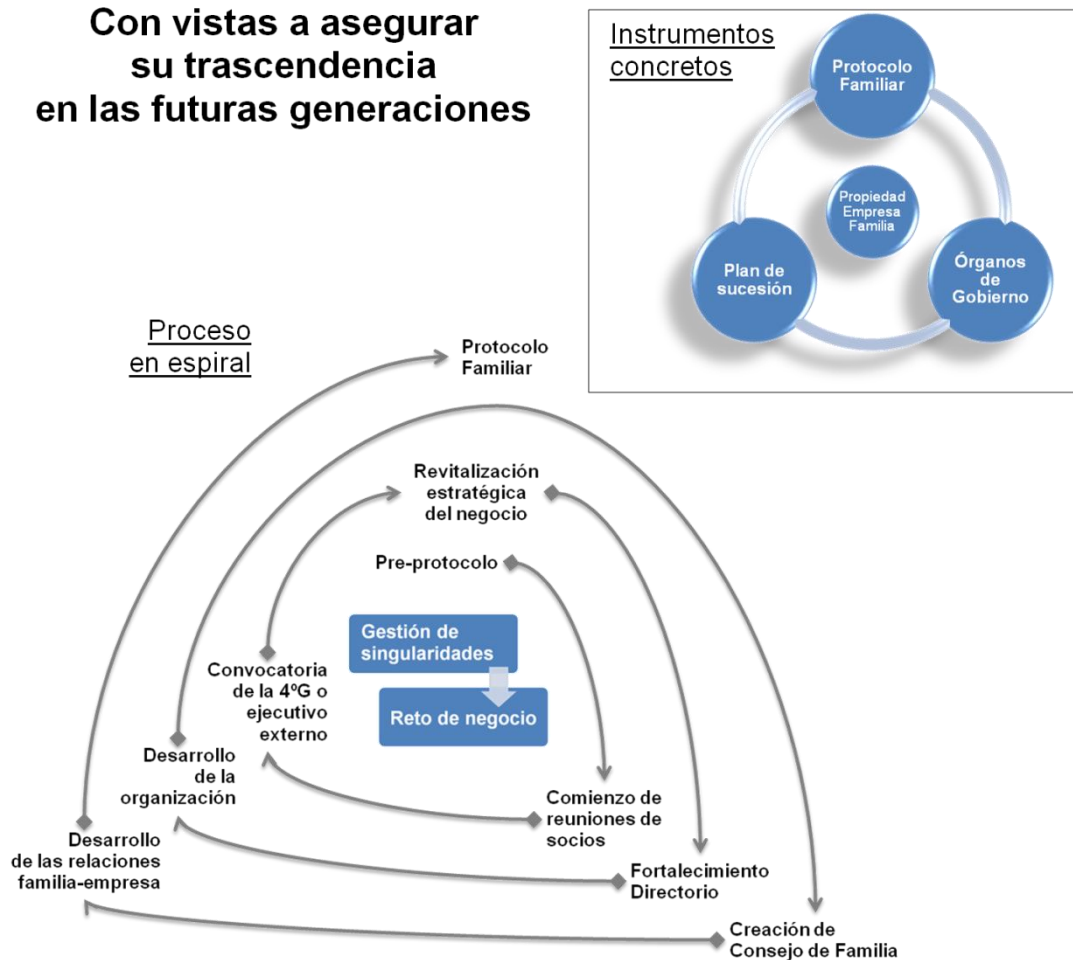 Con vistas a asegurar
su trascendencia
en las futuras generaciones
Instrumentos
concretos
Protocolo
Familiar
Propiedad
Empresa
Familia
Plan de
sucesión
Órganos
de
Gobierno
Proceso
en espiral
Protocolo
Familiar
Revitalización
estratégica
del negocio
Pre-protocolo
Gestión de
singularidades
Reto de negocio
Convocatoria
de la 4ºG o
ejecutivo
externo
Desarrollo
de la
organización
Comienzo de
reuniones de
socios
Desarrollo
de las relaciones
familia-empresa
Fortalecimiento
Directorio
Creación de
Consejo de Familia